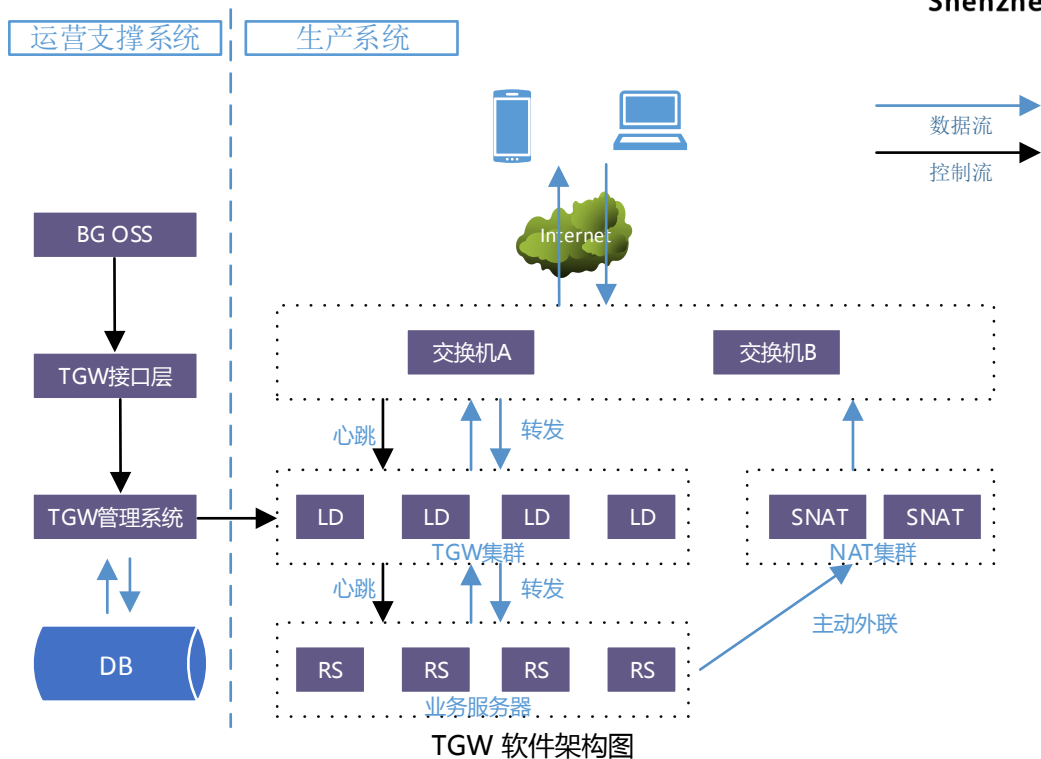 Shenzhe
运营支撑系统
生产系统
数据流
控制流
Internet
BG OSS
TGW接口层
TGW管理系统
DB
交换机A
交换机B
心跳
转发
LD
LD
LD
LD
TGW集群
SNAT
SNAT
NAT集群
心跳
转发
主动外联
RS
RS
RS
RS
业务服务器
TGW 软件架构图